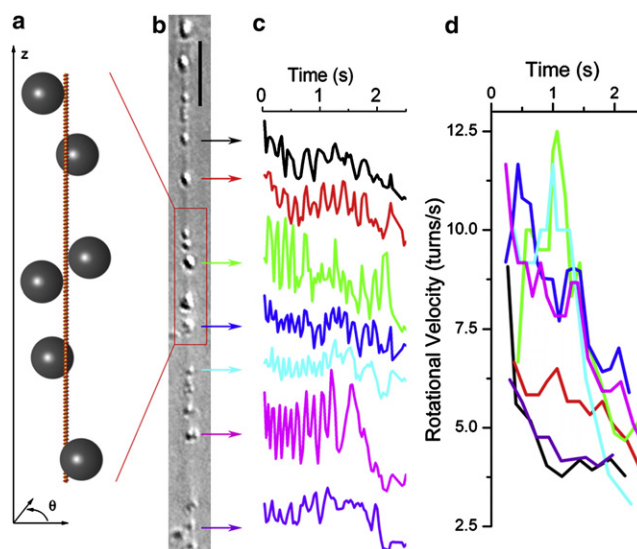 a
b
c
d
z
θ
Time (s)
0
1
2
Time (s)
0
1
2
12.5
10.0
7.5
5.0
2.5
Rotational Velocity (turns/s)